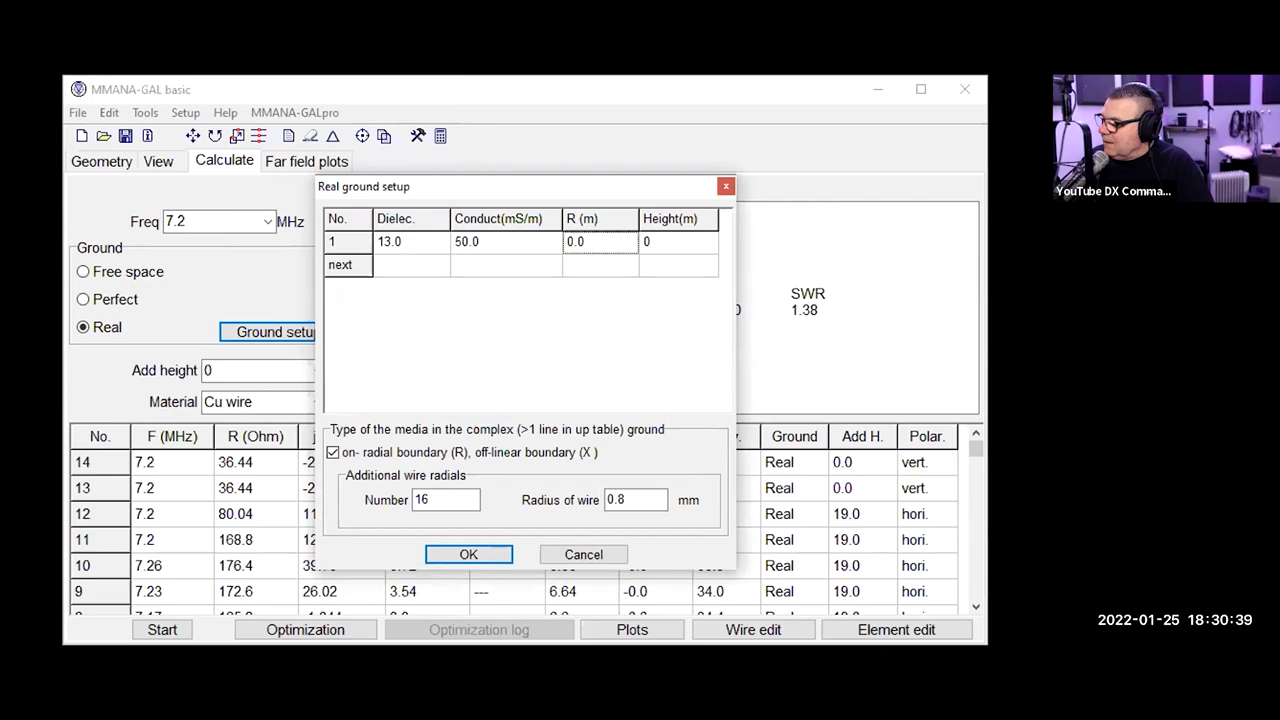 MMANA-GAL basic
File Edit Tools Setup Help MMANA-GALpro
Geometry View Calculate Far field plots
Real ground setup x
No. Dielec. Conduct(mS/m) R (m) Height(m)
1 13.0 50.0 0.0 0
next
Freq 7.2 MHz
Ground
Free space
Perfect
Real
Ground setu
Add height 0
Material Cu wire
SWR
0 1.38
Type of the media in the complex (>1 line in up table) ground
on- radial boundary (R), off-linear boundary (X )
Additional wire radials
Number 16 Radius of wire 0.8 mm
OK Cancel
No. F (MHz) R (Ohm) Ground Add H. Polar.
14 7.2 36.44 -2 Real 0.0 vert.
13 7.2 36.44 -2 Real 0.0 vert.
12 7.2 80.04 11 Real 19.0 hori.
11 7.2 168.8 12 Real 19.0 hori.
10 7.26 176.4 Real 19.0 hori.
9 7.23 172.6 26.02 3.54 --- 6.64 -0.0 34.0 Real 19.0 hori.
Start Optimization Optimization log Plots Wire edit Element edit
YouTube DX Comma...
2022-01-25 18:30:39